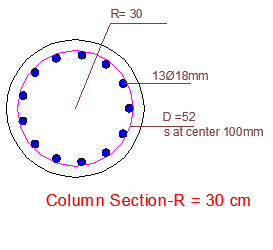 R= 30
13Ø18mm
D =52
s at center 100mm
Column Section-R = 30 cm